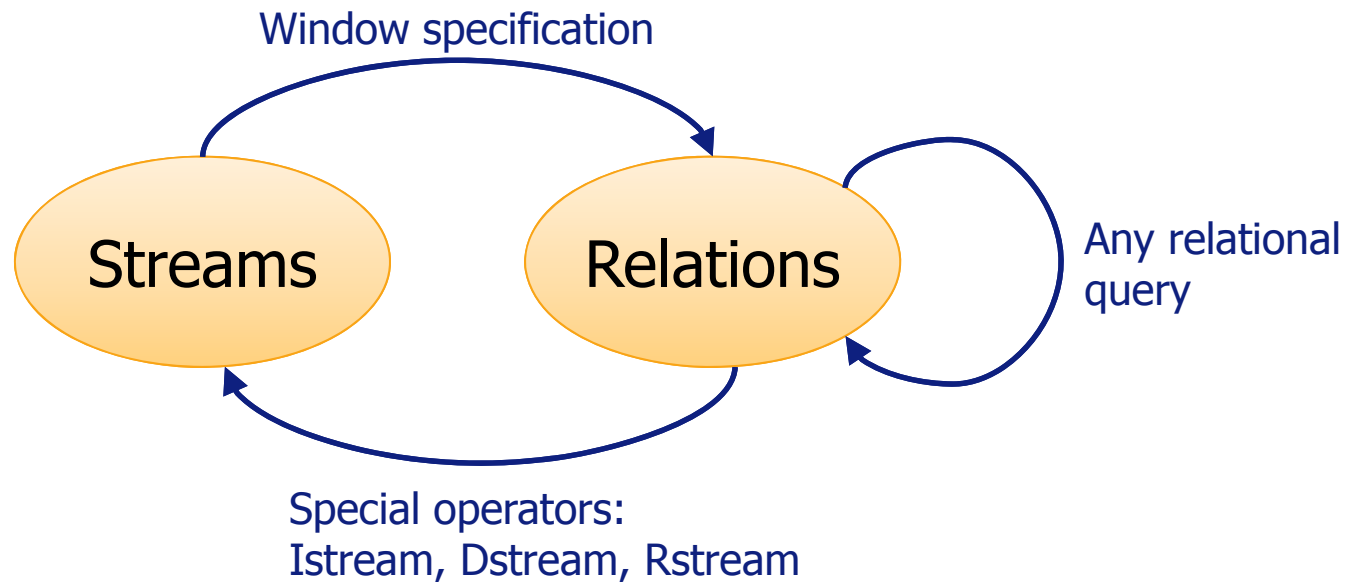 Window specification
Streams
Relations
Any relational
query
Special operators:
Istream, Dstream, Rstream